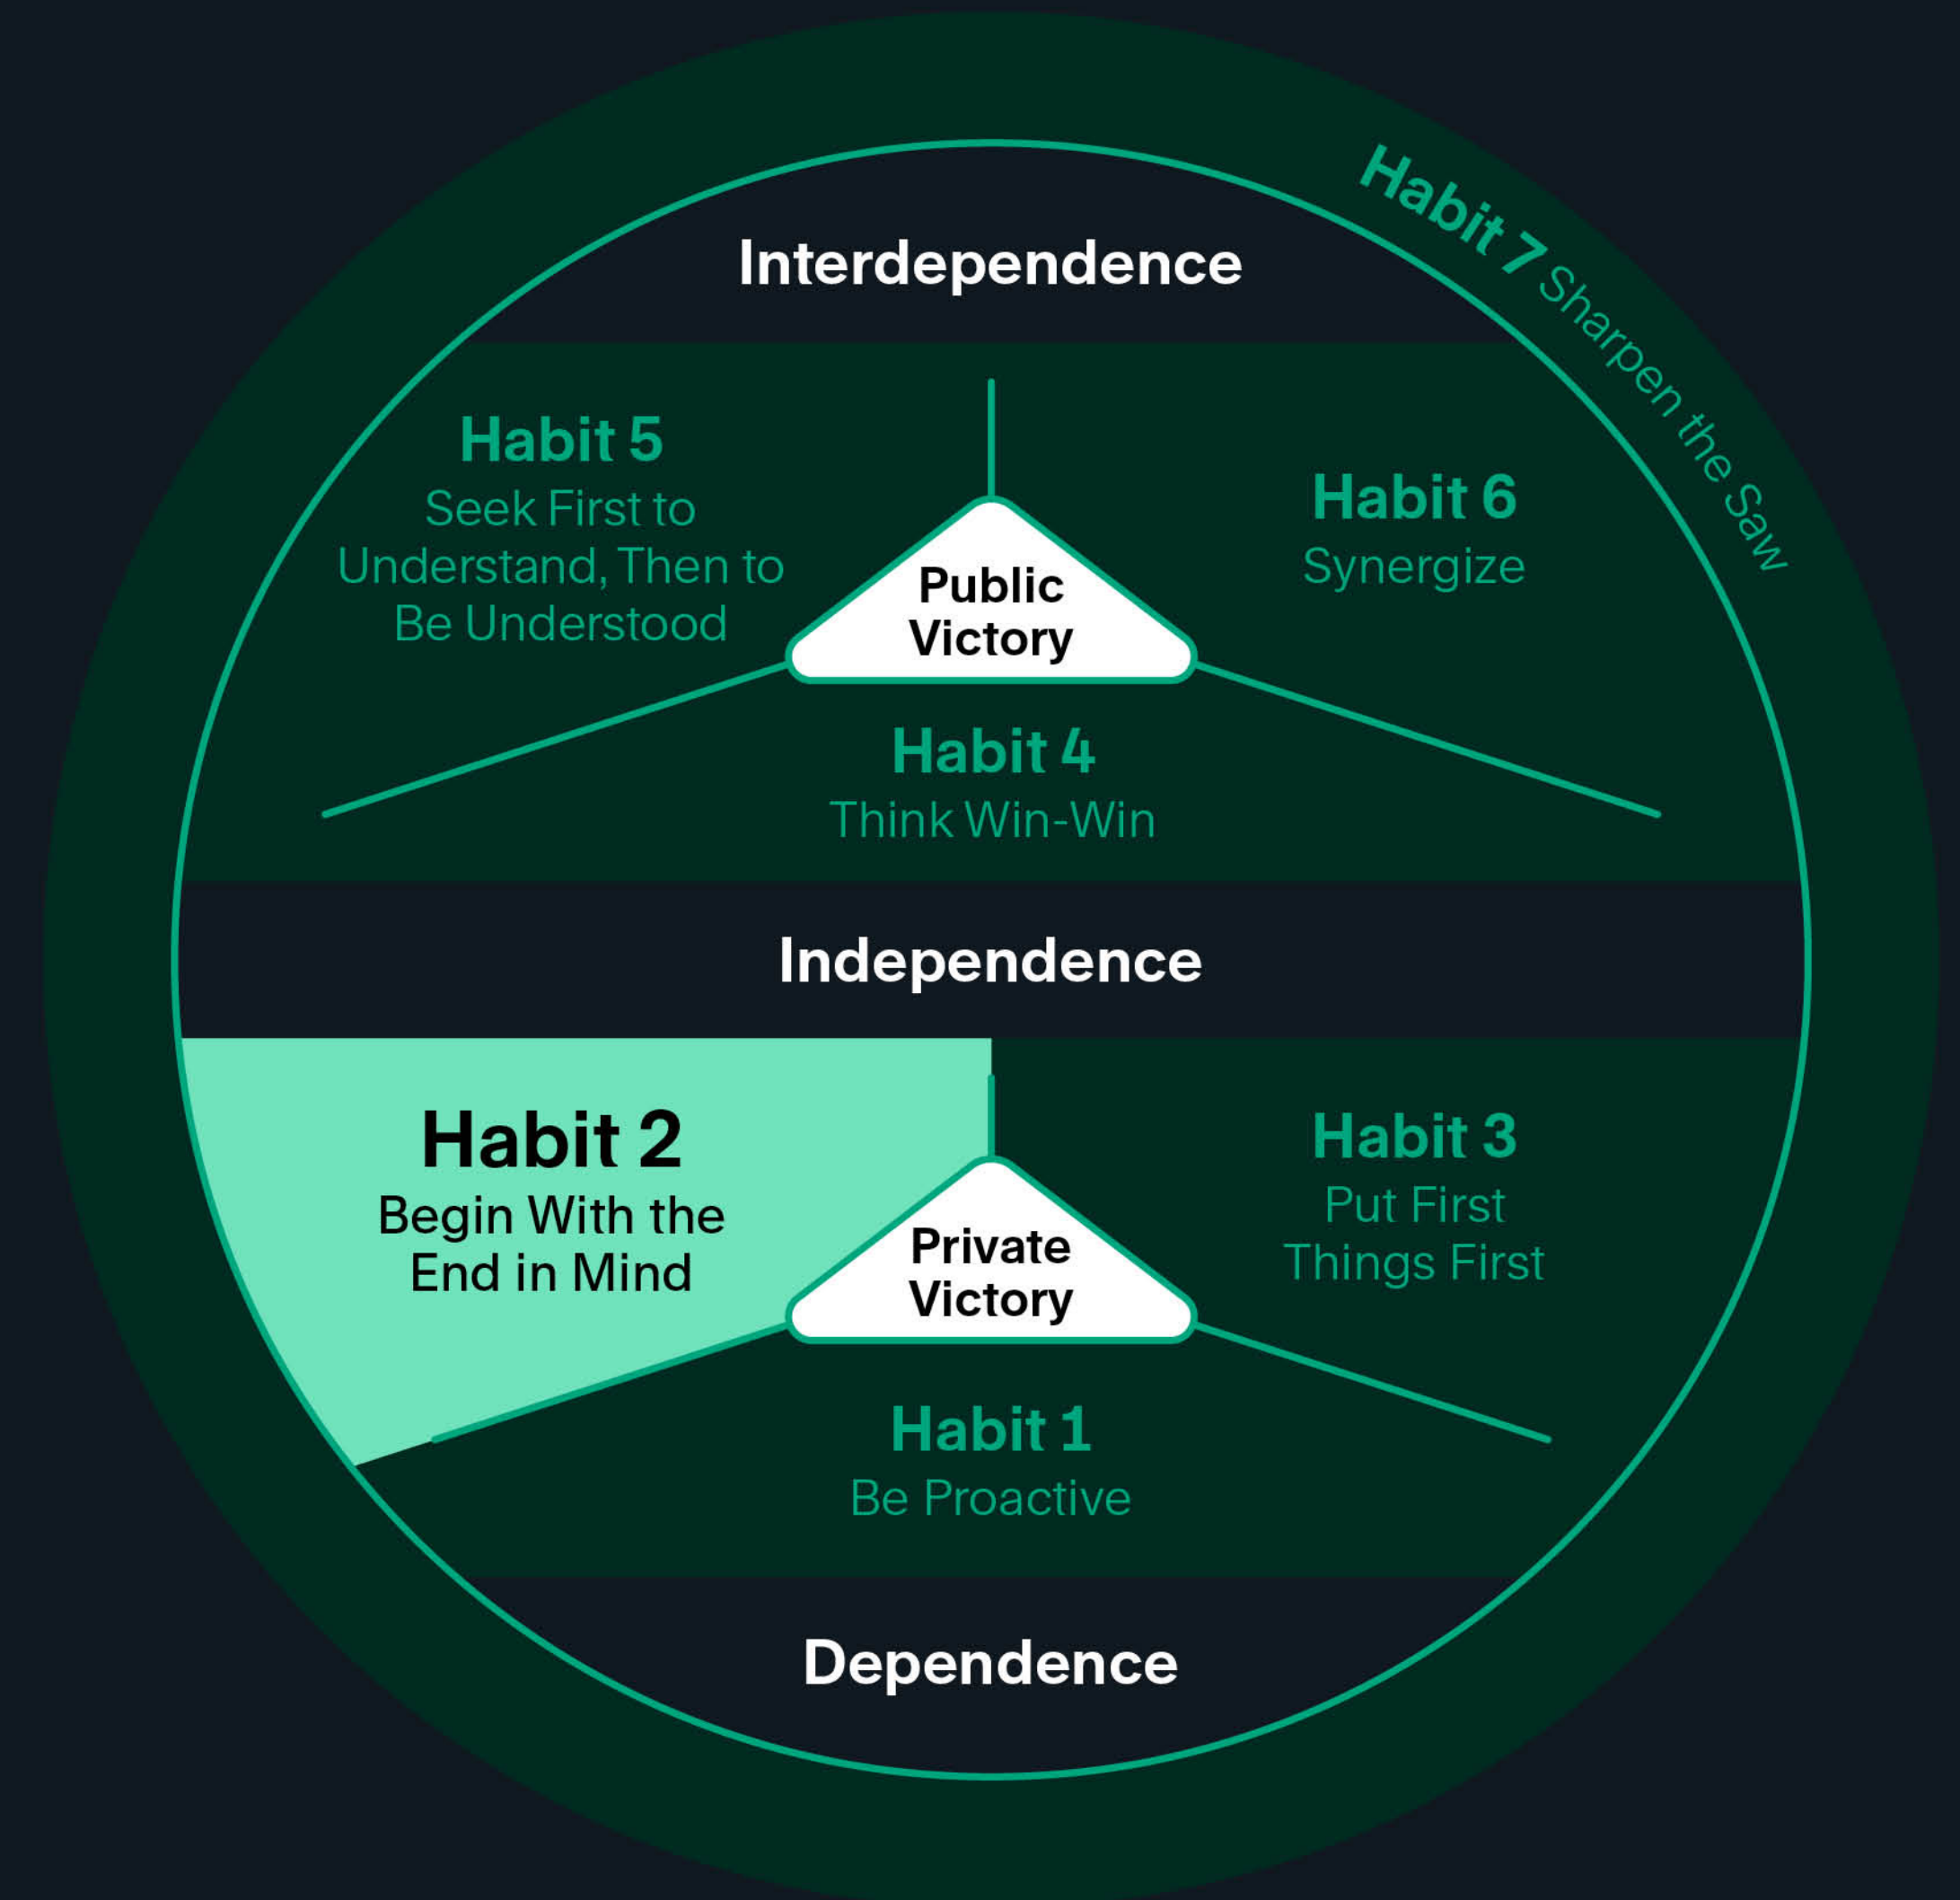 Habit 7 Sharpen the Saw
Interdependence
Habit 5
Seek First to
Understand, Then to
Be Understood
Habit 6
Synergize
Public
Victory
Habit 4
Think Win-Win
Independence
Habit 2
Begin With the
End in Mind
Habit 3
Put First
Things First
Private
Victory
Habit 1
Be Proactive
Dependence